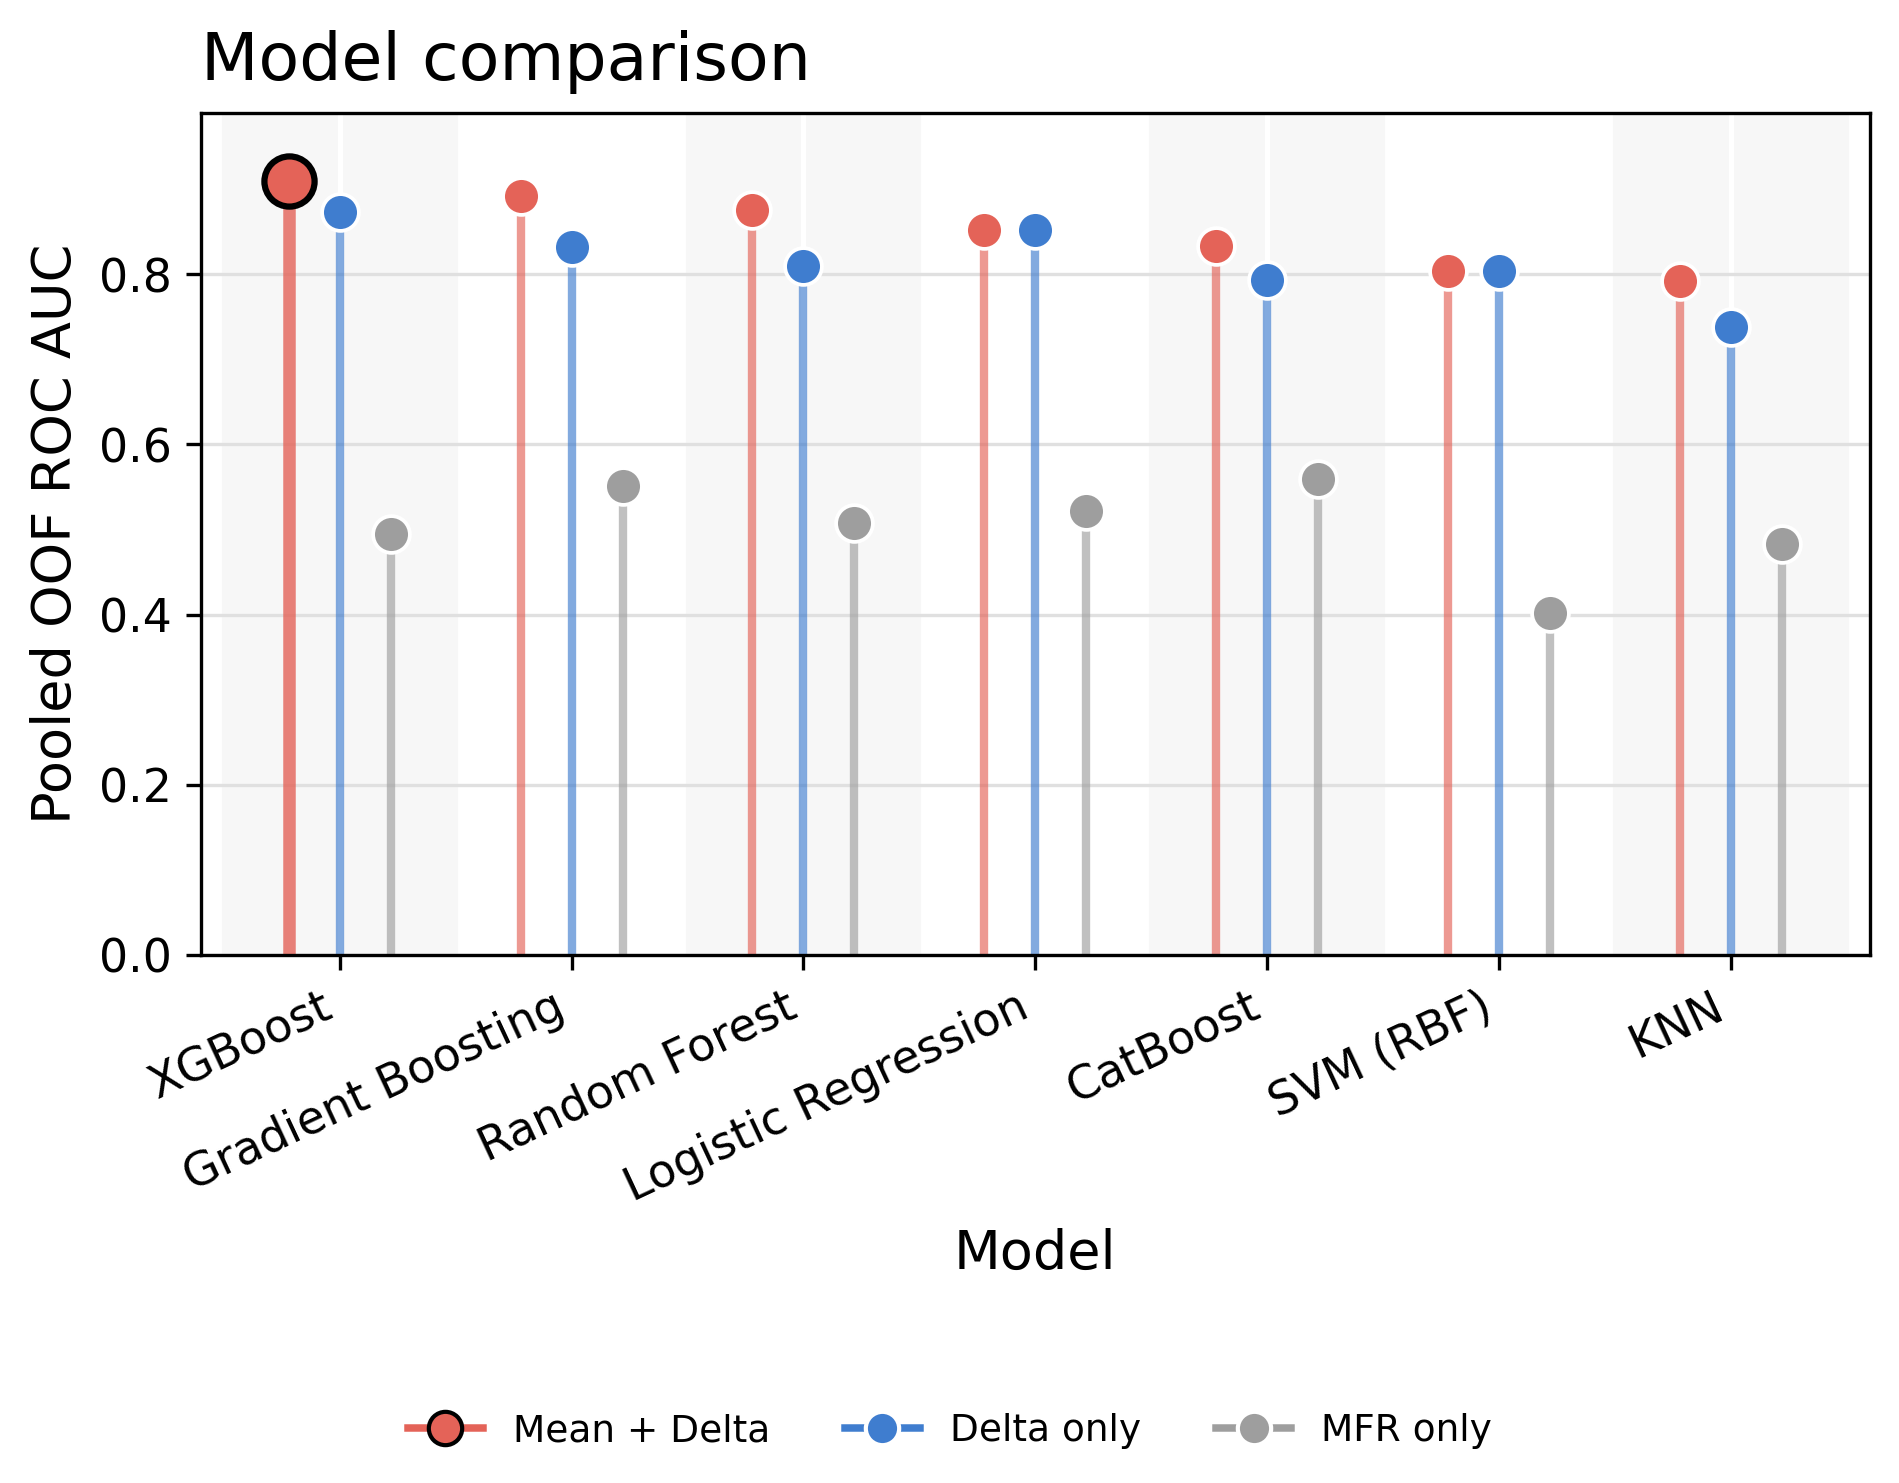 Model comparison
Pooled OOF ROC AUC
0.8
0.6
0.4
0.2
0.0
XGBoost
Gradient Boosting
Random Forest
Logistic Regression
CatBoost
SVM (RBF)
KNN
Model
Mean + Delta
Delta only
MFR only